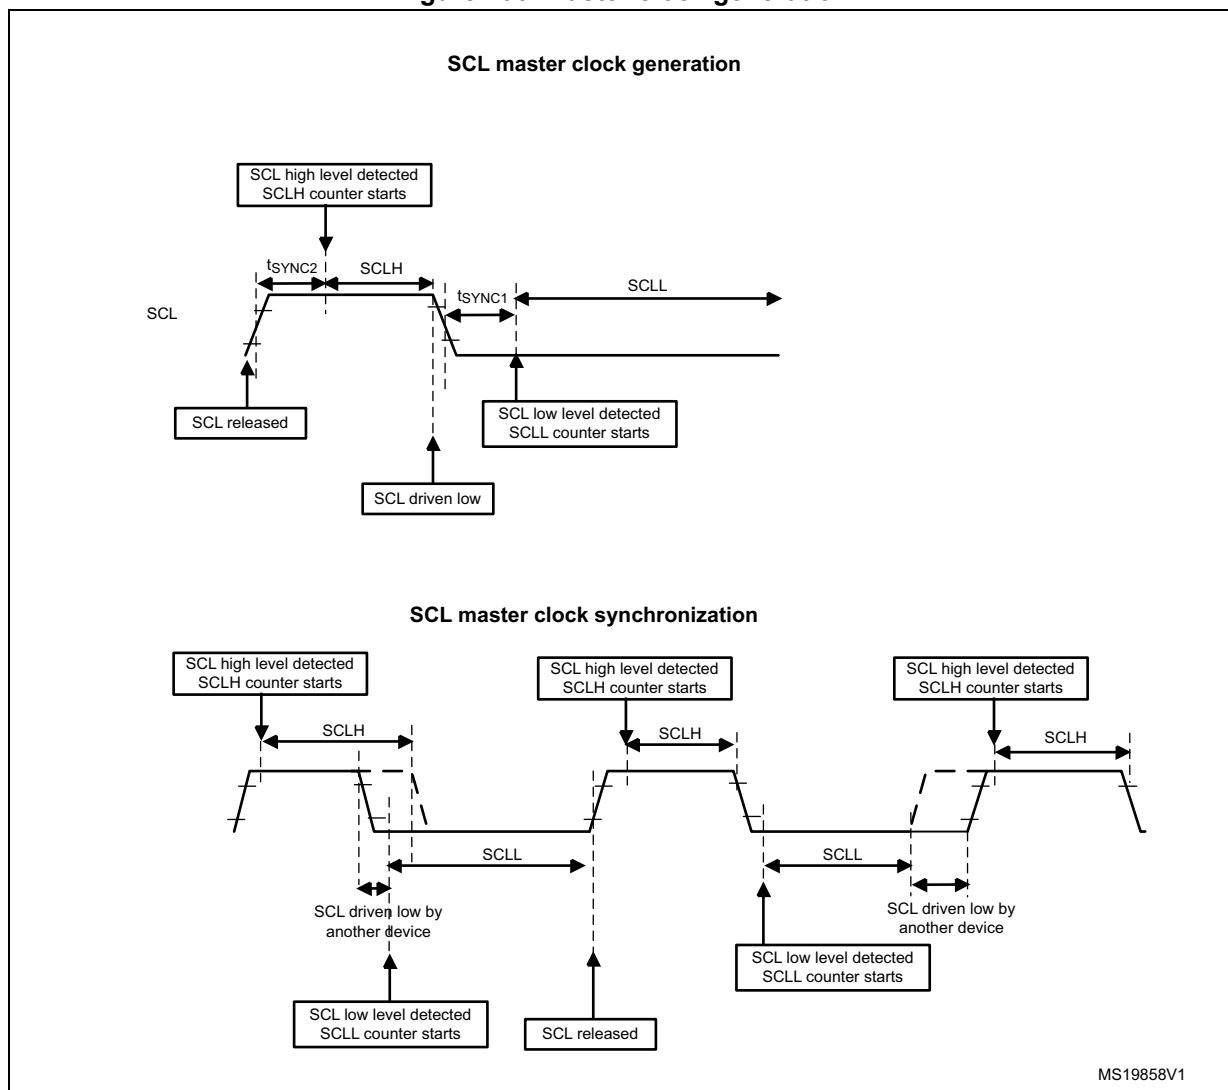 SCL master clock generation
SCL high level detected
SCLH counter starts
tSYNC2
SCLH
tSYNC1
SCLL
SCL
SCL released
SCL low level detected
SCLL counter starts
SCL driven low
SCL master clock synchronization
SCL high level detected
SCLH counter starts
SCL high level detected
SCLH counter starts
SCL high level detected
SCLH counter starts
SCLH
SCLH
SCLH
SCLL
SCLL
SCL driven low by
another device
SCL driven low by
another device
SCL low level detected
SCLL counter starts
SCL low level detected
SCLL counter starts
SCL released
MS19858V1